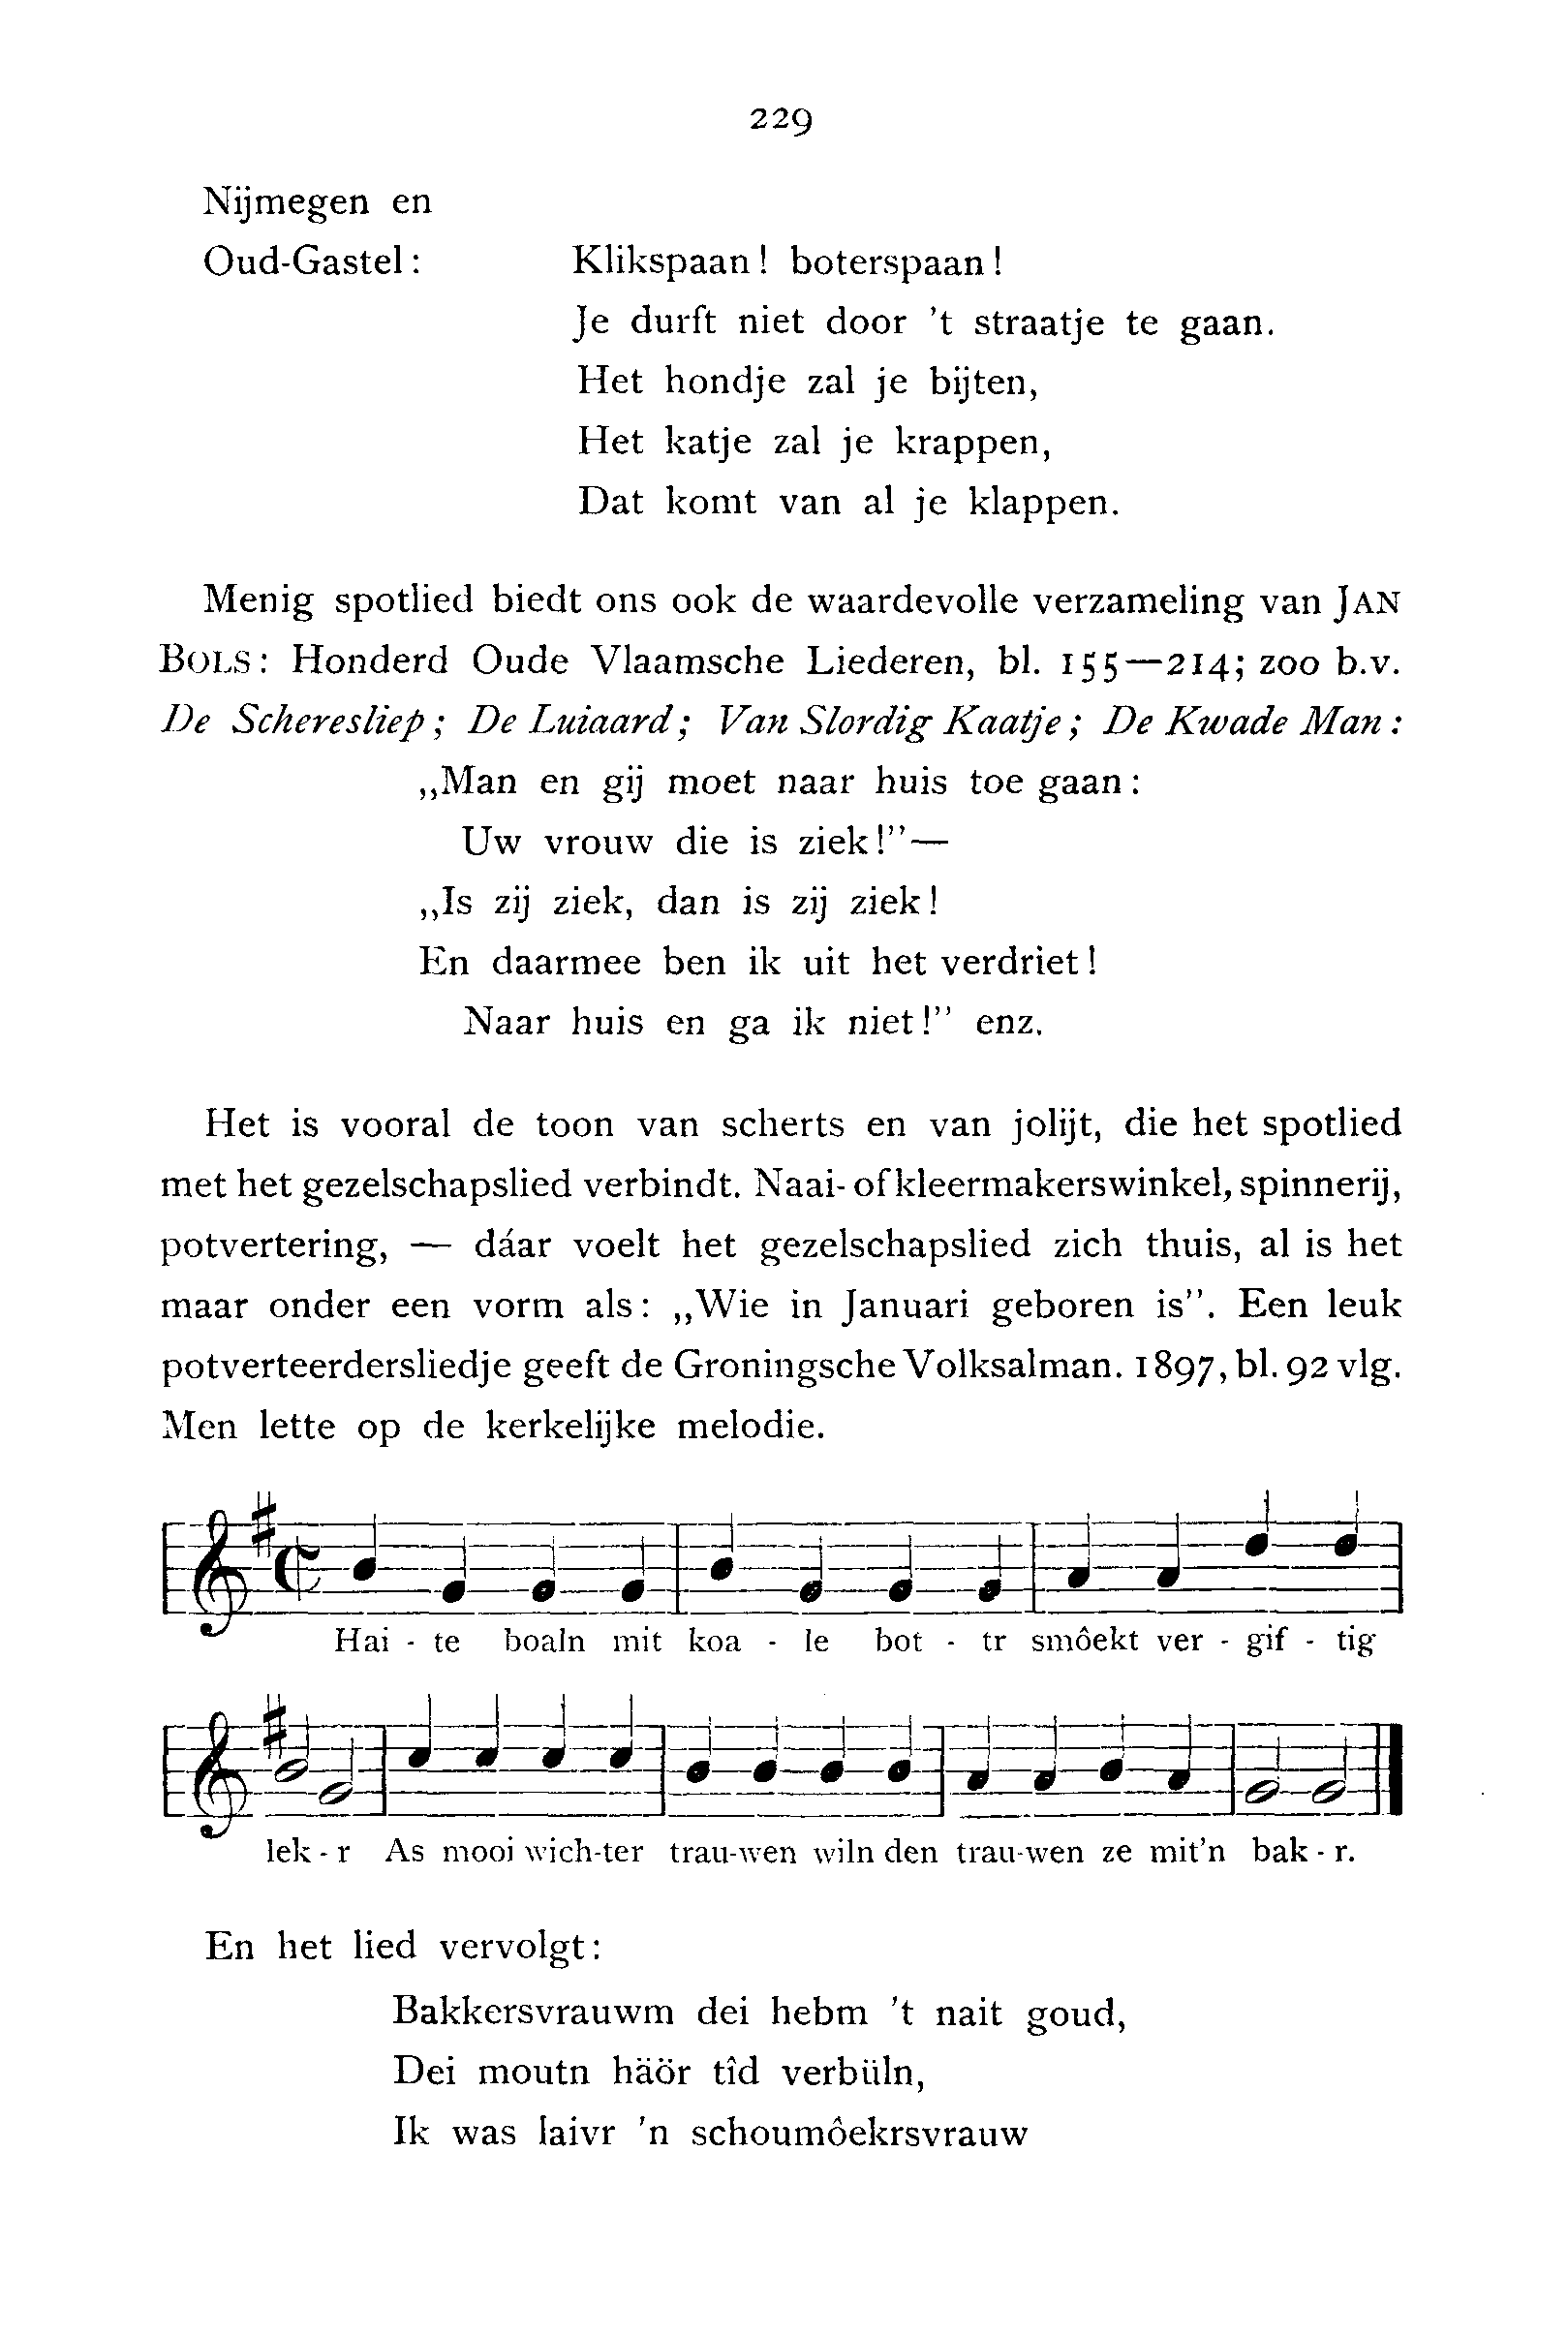 229
Nijmegen en
Oud-Gastel: Klikspaan! boterspaan!
Je durft niet door 't straatje te gaan.
Het hondje zal je bijten,
Het katje zal je krappen,
Dat komt van al je klappen.
Menig spotlied biedt ons ook de waardevolle verzameling van JAN
BOLS: Honderd Oude Vlaamsche Liederen, bl. 155—214; zoo b.v.
De Scheresliep; De Luiaard; Van Slordig Kaatje; De Kwade Man:
„Man en gij moet naar huis toe gaan:
Uw vrouw die is ziek!”—
„Is zij ziek, dan is zij ziek!
En daarmee ben ik uit het verdriet!
Naar huis en ga ik niet!” enz.
Het is vooral de toon van scherts en van jolijt, die het spotlied
met het gezelschapslied verbindt. Naai- of kleermakerswinkel, spinnerij,
potvertering, — dáar voelt het gezelschapslied zich thuis, al is het
maar onder een vorm als: „Wie in Januari geboren is”. Een leuk
potverteerdersliedje geeft de Groningsche Volksalman. 1897, bl. 92 vlg.
Men lette op de kerkelijke melodie.
Hai - te boaln mit koa - le bot - tr smôekt ver - gif - tig
lek - r As mooi wich-ter trau-wen wiln den trau-wen ze mit'n bak - r.
En het lied vervolgt:
Bakkersvrauwm dei hebm 't nait goud,
Dei moutn häör tîd verbüln,
Ik was laivr 'n schoumôekrsvrauw